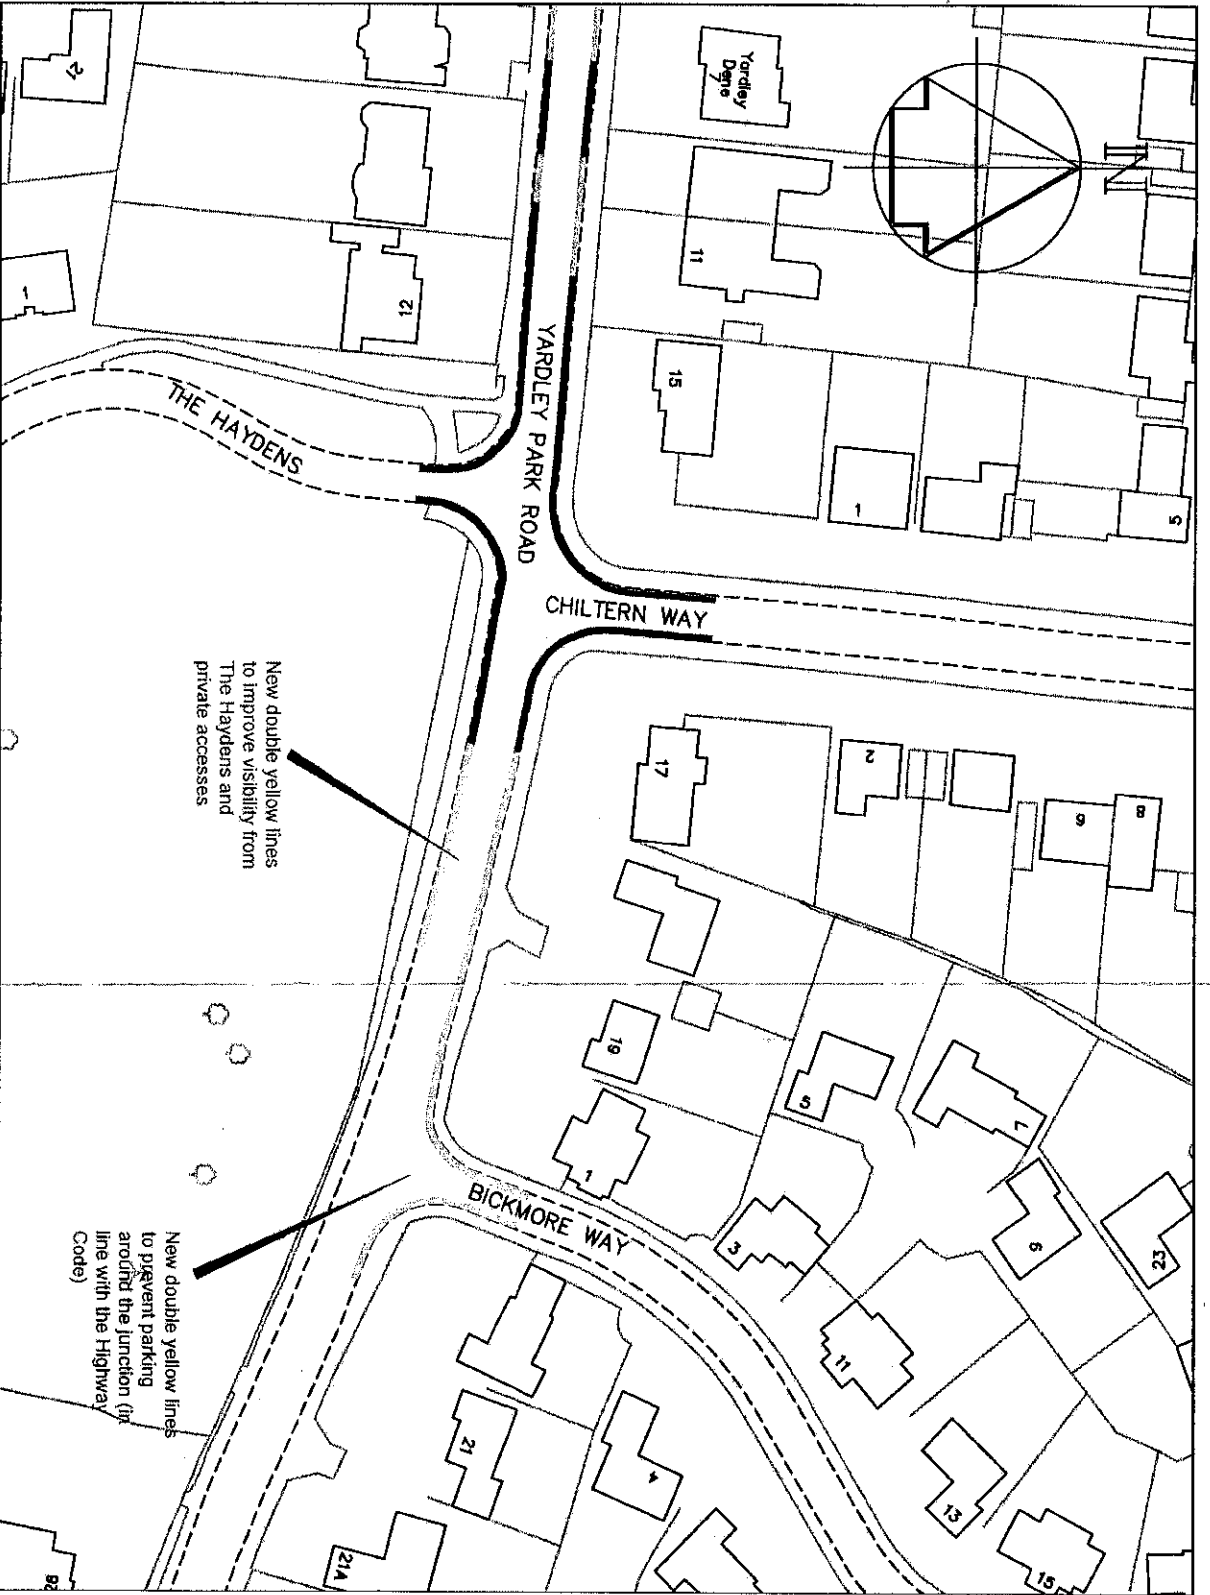 N
Yardley
Dene
7
11
15
1
5
27
12
1
YARDLEY PARK ROAD
THE HAYDENS
CHILTERN WAY
17
2
6
8
19
5
1
3
BICKMORE WAY
9
23
11
13
15
4
21
21A
New double yellow lines
to improve visibility from
The Haydens and
private accesses
New double yellow lines
to prevent parking
around the junction (in
line with the Highway
Code)